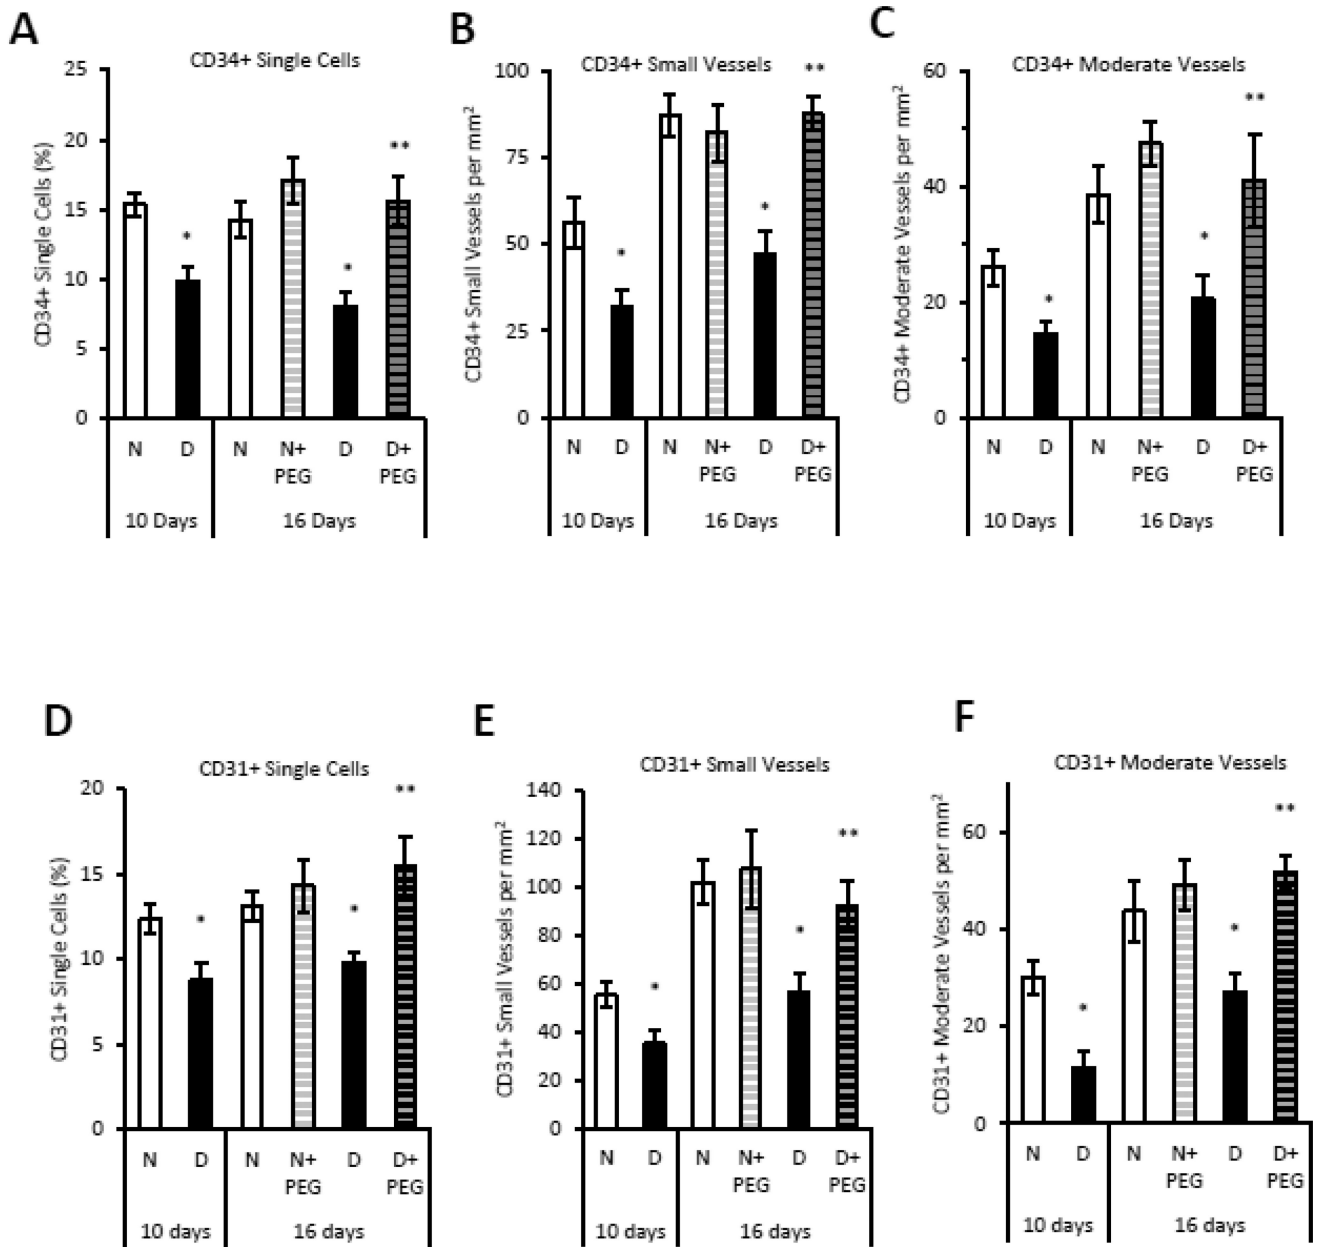 A
CD34+ Single Cells
CD34+ Single Cells (%)
25
20
15
10
5
0
*
*
**
N
D
N
N+
PEG
D
D+
PEG
10 Days
16 Days
B
CD34+ Small Vessels
CD34+ Small Vessels per mm²
100
75
50
25
0
*
*
**
N
D
N
N+
PEG
D
D+
PEG
10 Days
16 Days
C
CD34+ Moderate Vessels
CD34+ Moderate Vessels per mm²
60
40
20
0
*
*
**
N
D
N
N+
PEG
D
D+
PEG
10 Days
16 Days
D
CD31+ Single Cells
CD31+ Single Cells (%)
20
15
10
5
0
*
*
**
N
D
N
N+
PEG
D
D+
PEG
10 days
16 days
E
CD31+ Small Vessels
CD31+ Small Vessels per mm²
140
120
100
80
60
40
20
0
*
*
**
N
D
N
N+
PEG
D
D+
PEG
10 days
16 days
F
CD31+ Moderate Vessels
CD31+ Moderate Vessels per mm²
60
40
20
0
*
*
**
N
D
N
N+
PEG
D
D+
PEG
10 days
16 days